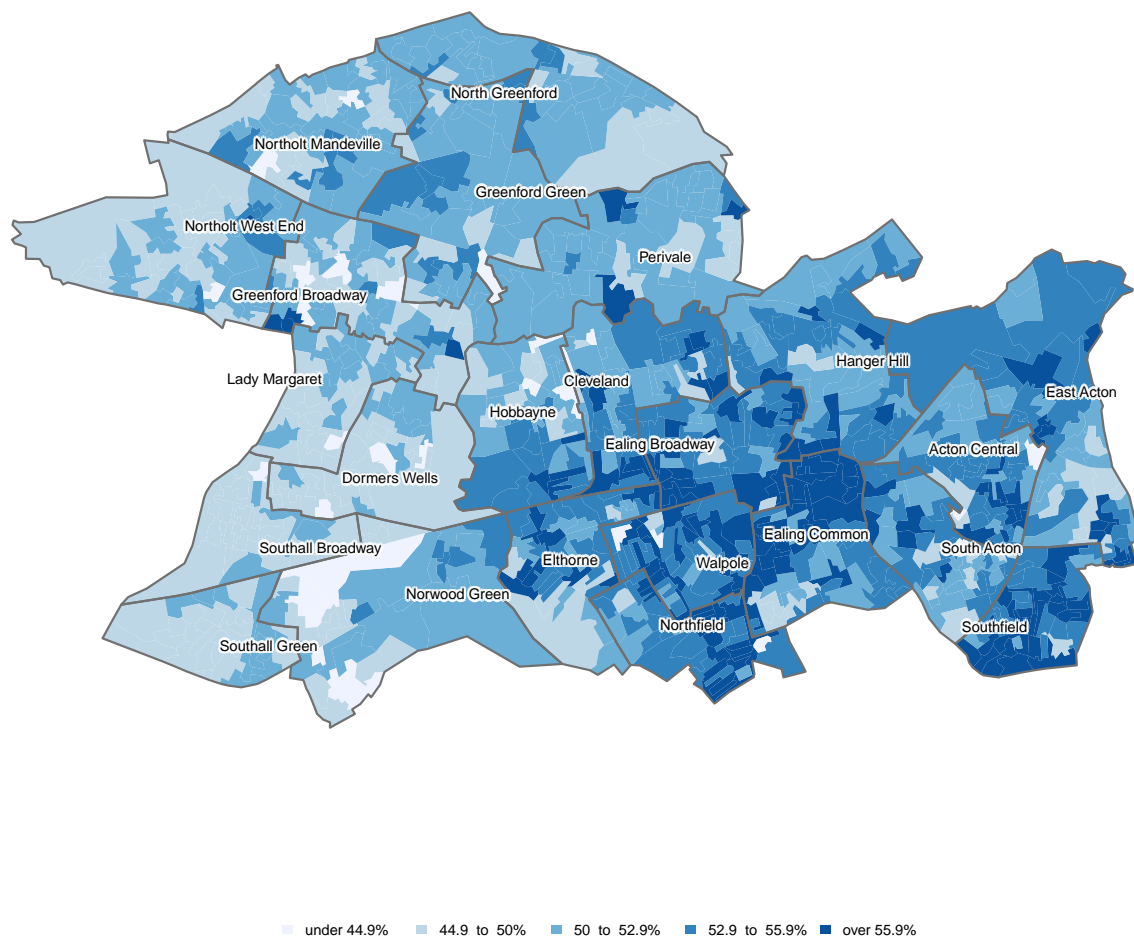 North Greenford
Northolt Mandeville
Greenford Green
Northolt West End
Perivale
Greenford Broadway
Hanger Hill
Lady Margaret
Cleveland
East Acton
Hobbayne
Ealing Broadway
Acton Central
Dormers Wells
Southall Broadway
Elthorne
Walpole
Ealing Common
South Acton
Norwood Green
Northfield
Southfield
Southall Green
under 44.9% 44.9 to 50% 50 to 52.9% 52.9 to 55.9% over 55.9%